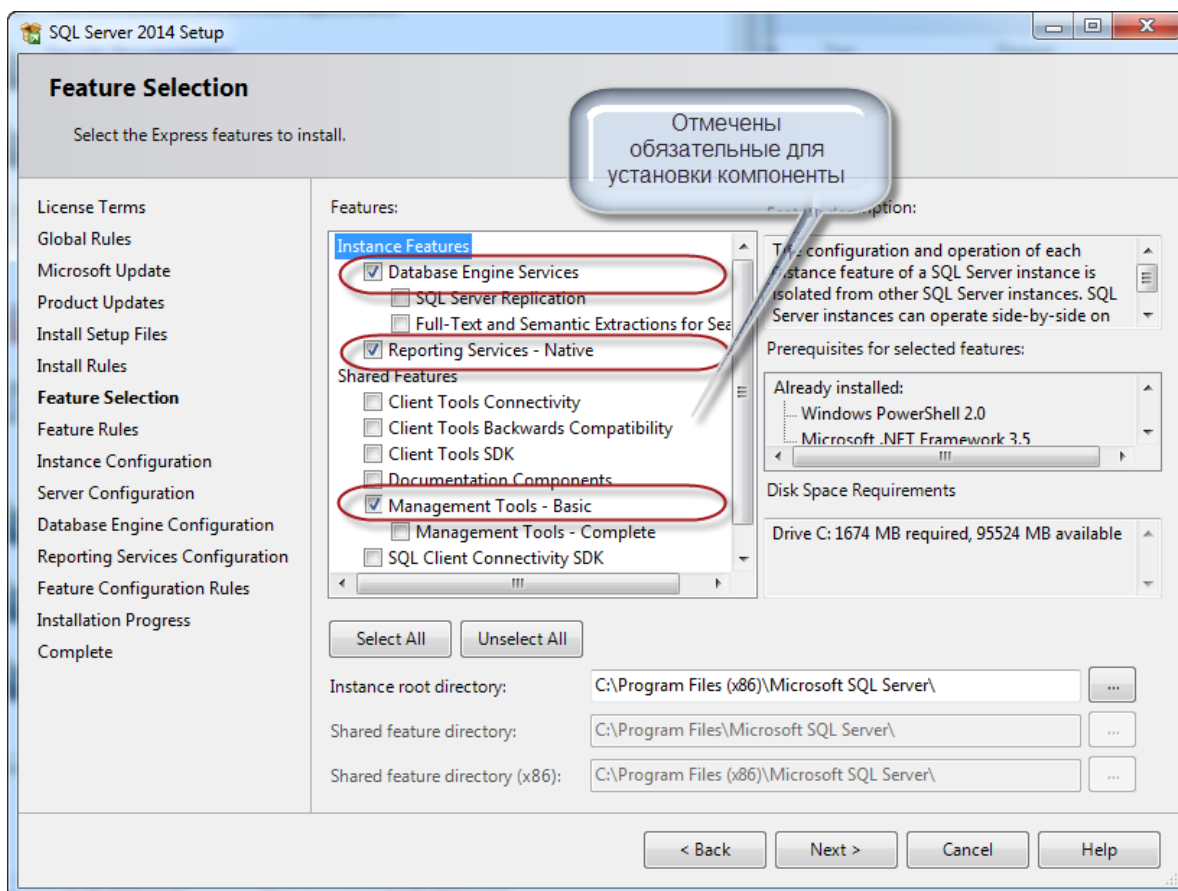 SQL Server 2014 Setup
Feature Selection
Select the Express features to install.
Отмечены
обязательные для
установки компоненты
License Terms
Global Rules
Microsoft Update
Product Updates
Install Setup Files
Install Rules
Feature Selection
Feature Rules
Instance Configuration
Server Configuration
Database Engine Configuration
Reporting Services Configuration
Feature Configuration Rules
Installation Progress
Complete
Features:
Instance Features
Database Engine Services
SQL Server Replication
Full-Text and Semantic Extractions for Sea
Reporting Services - Native
Shared Features
Client Tools Connectivity
Client Tools Backwards Compatibility
Client Tools SDK
Documentation Components
Management Tools - Basic
Management Tools - Complete
SQL Client Connectivity SDK
configuration and operation of each
instance feature of a SQL Server instance is
isolated from other SQL Server instances. SQL
Server instances can operate side-by-side on
Prerequisites for selected features:
Already installed:
Windows PowerShell 2.0
Microsoft .NET Framework 3.5
Disk Space Requirements
Drive C: 1674 MB required, 95524 MB available
Select All
Unselect All
Instance root directory:
C:\Program Files (x86)\Microsoft SQL Server\
...
Shared feature directory:
C:\Program Files\Microsoft SQL Server\
...
Shared feature directory (x86):
C:\Program Files (x86)\Microsoft SQL Server\
...
< Back
Next >
Cancel
Help